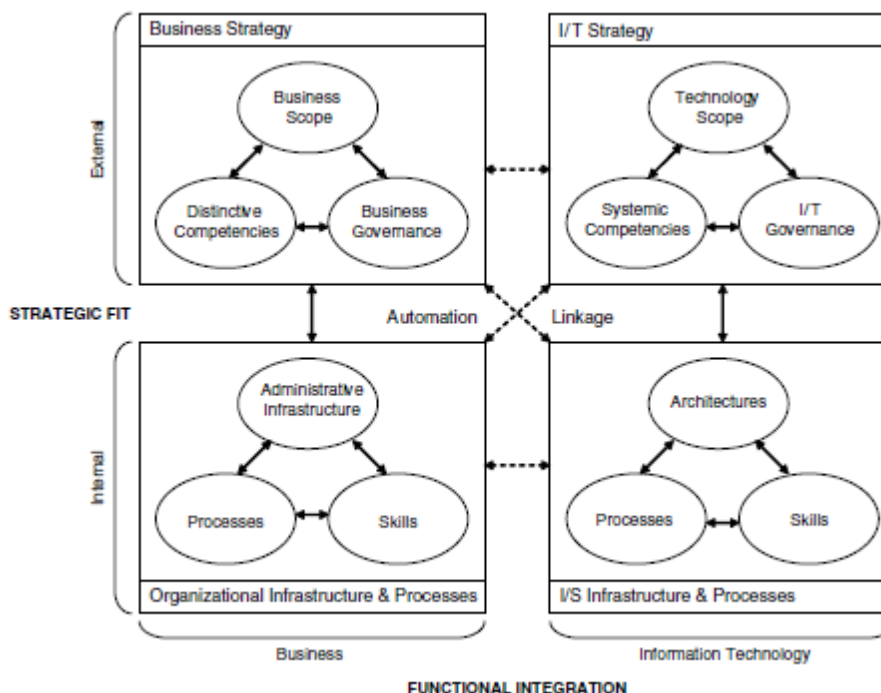 Business Strategy
I/T Strategy
Business
Scope
Technology
Scope
External
Distinctive
Competencies
Business
Governance
Systemic
Competencies
I/T
Governance
STRATEGIC FIT
Automation
Linkage
Administrative
Infrastructure
Architectures
Internal
Processes
Skills
Processes
Skills
Organizational Infrastructure & Processes
I/S Infrastructure & Processes
Business
Information Technology
FUNCTIONAL INTEGRATION